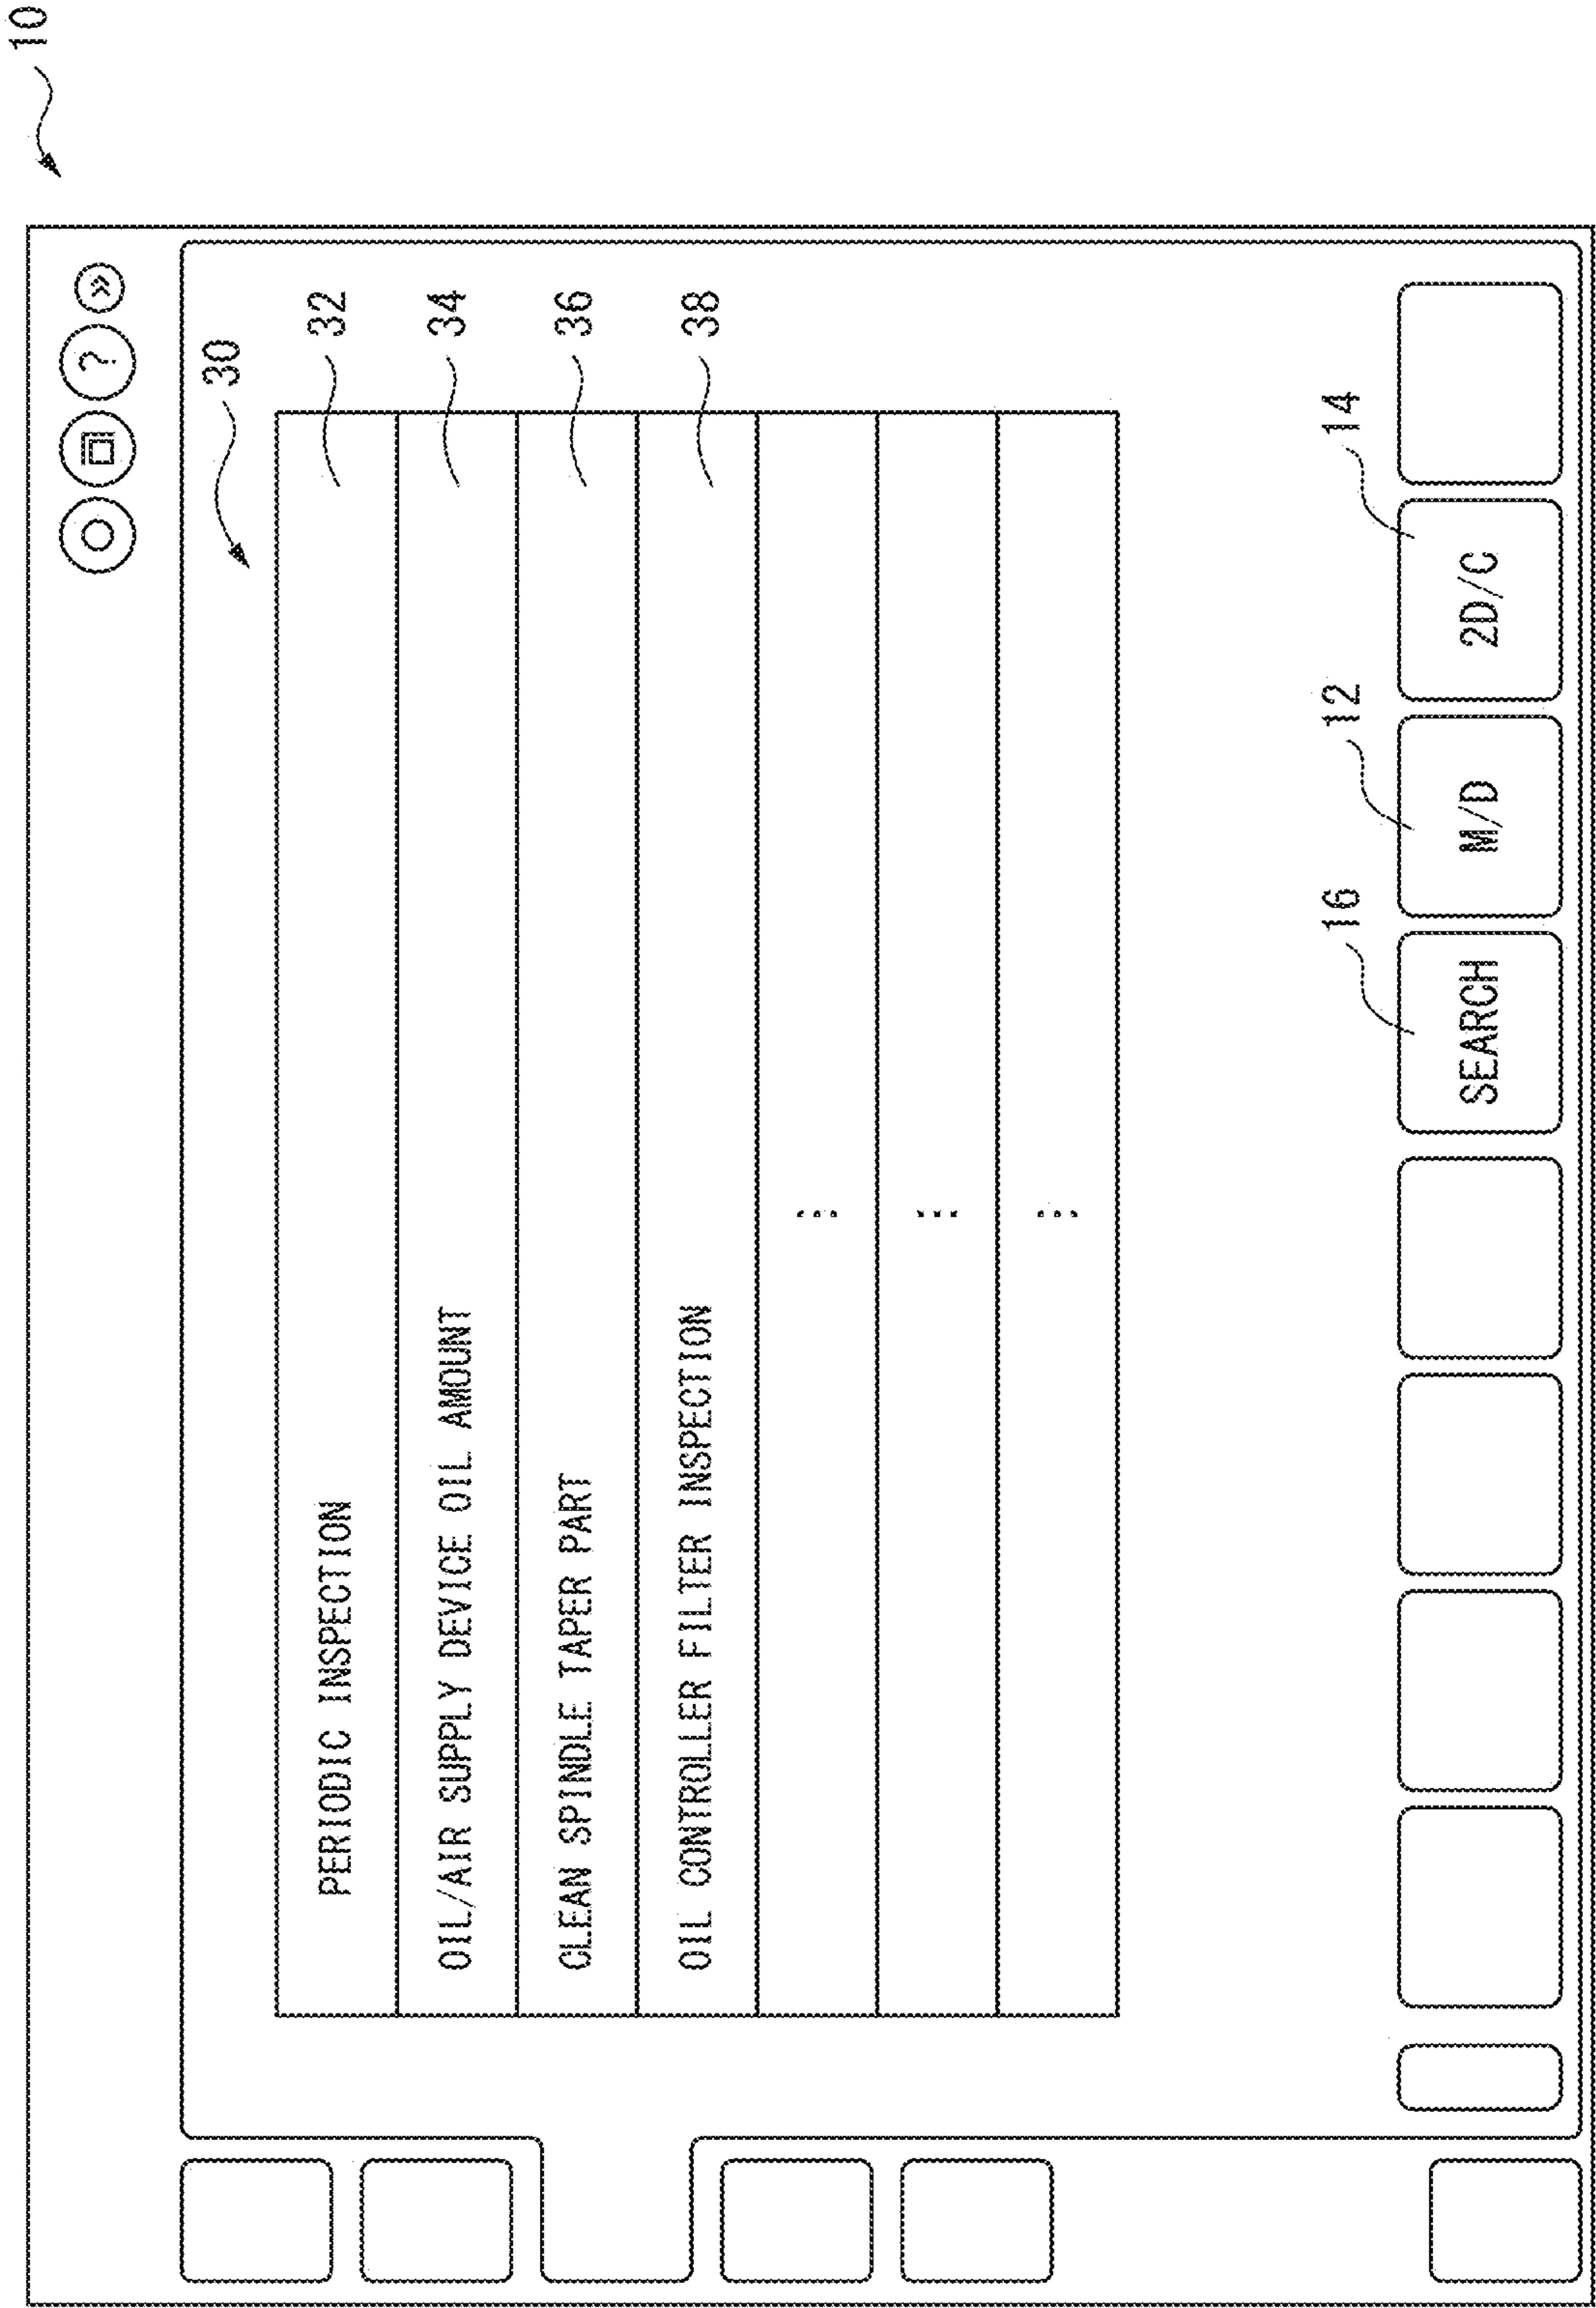 10
?
30
PERIODIC INSPECTION 32
OIL/AIR SUPPLY DEVICE OIL AMOUNT 34
CLEAN SPINDLE TAPER PART 36
OIL CONTROLLER FILTER INSPECTION 38
16 12 14
SEARCH M/D 2D/C